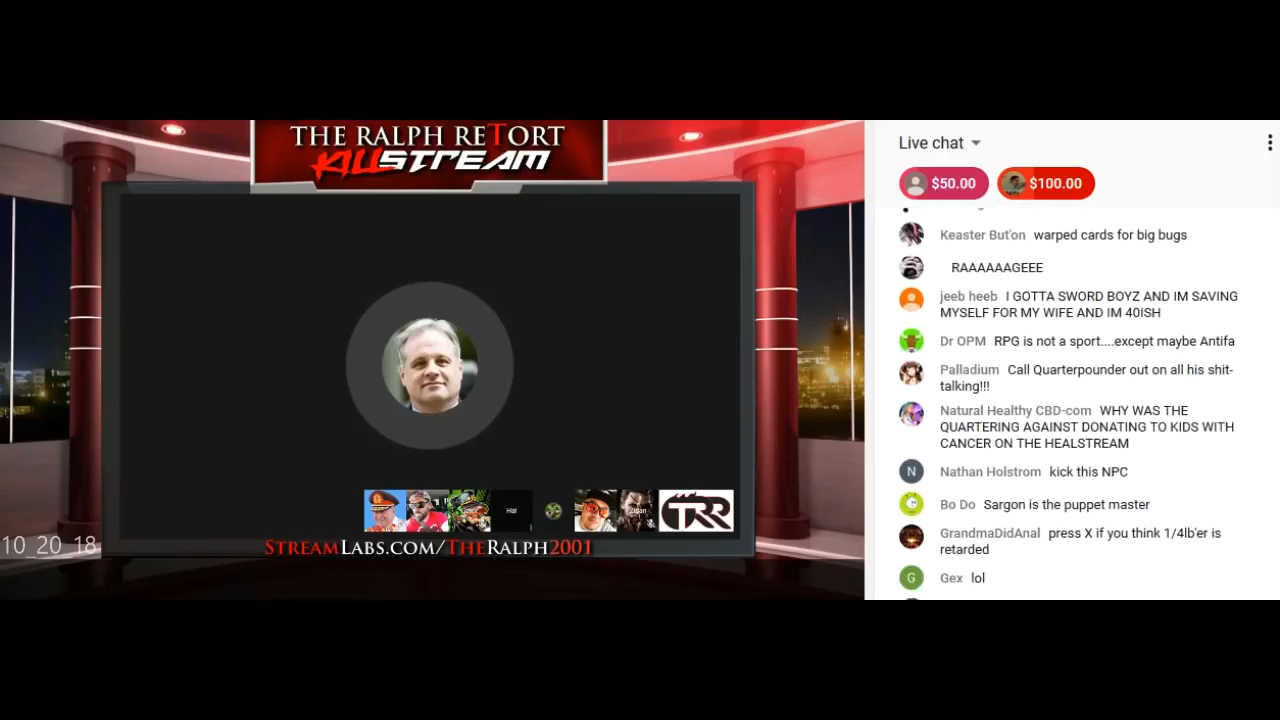 THE RALPH RETORT
KILLSTREAM
Hal
TRR
10 20 18
STREAMLABS.COM/THERALPH2001
Live chat
$50.00 $100.00
Keaster But'on warped cards for big bugs
RAAAAAAGEEE
jeeb heeb I GOTTA SWORD BOYZ AND IM SAVING
MYSELF FOR MY WIFE AND IM 40ISH
Dr OPM RPG is not a sport....except maybe Antifa
Palladium Call Quarterpounder out on all his shit-
talking!!!
Natural Healthy CBD-com WHY WAS THE
QUARTERING AGAINST DONATING TO KIDS WITH
CANCER ON THE HEALSTREAM
N Nathan Holstrom kick this NPC
Bo Do Sargon is the puppet master
GrandmaDidAnal press X if you think 1/4lb'er is
retarded
G Gex lol